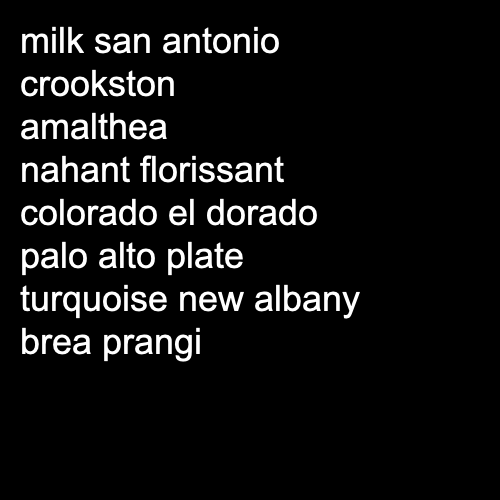 milk san antonio
crookston
amalthea
nahant florissant
colorado el dorado
palo alto plate
turquoise new albany
brea prangi